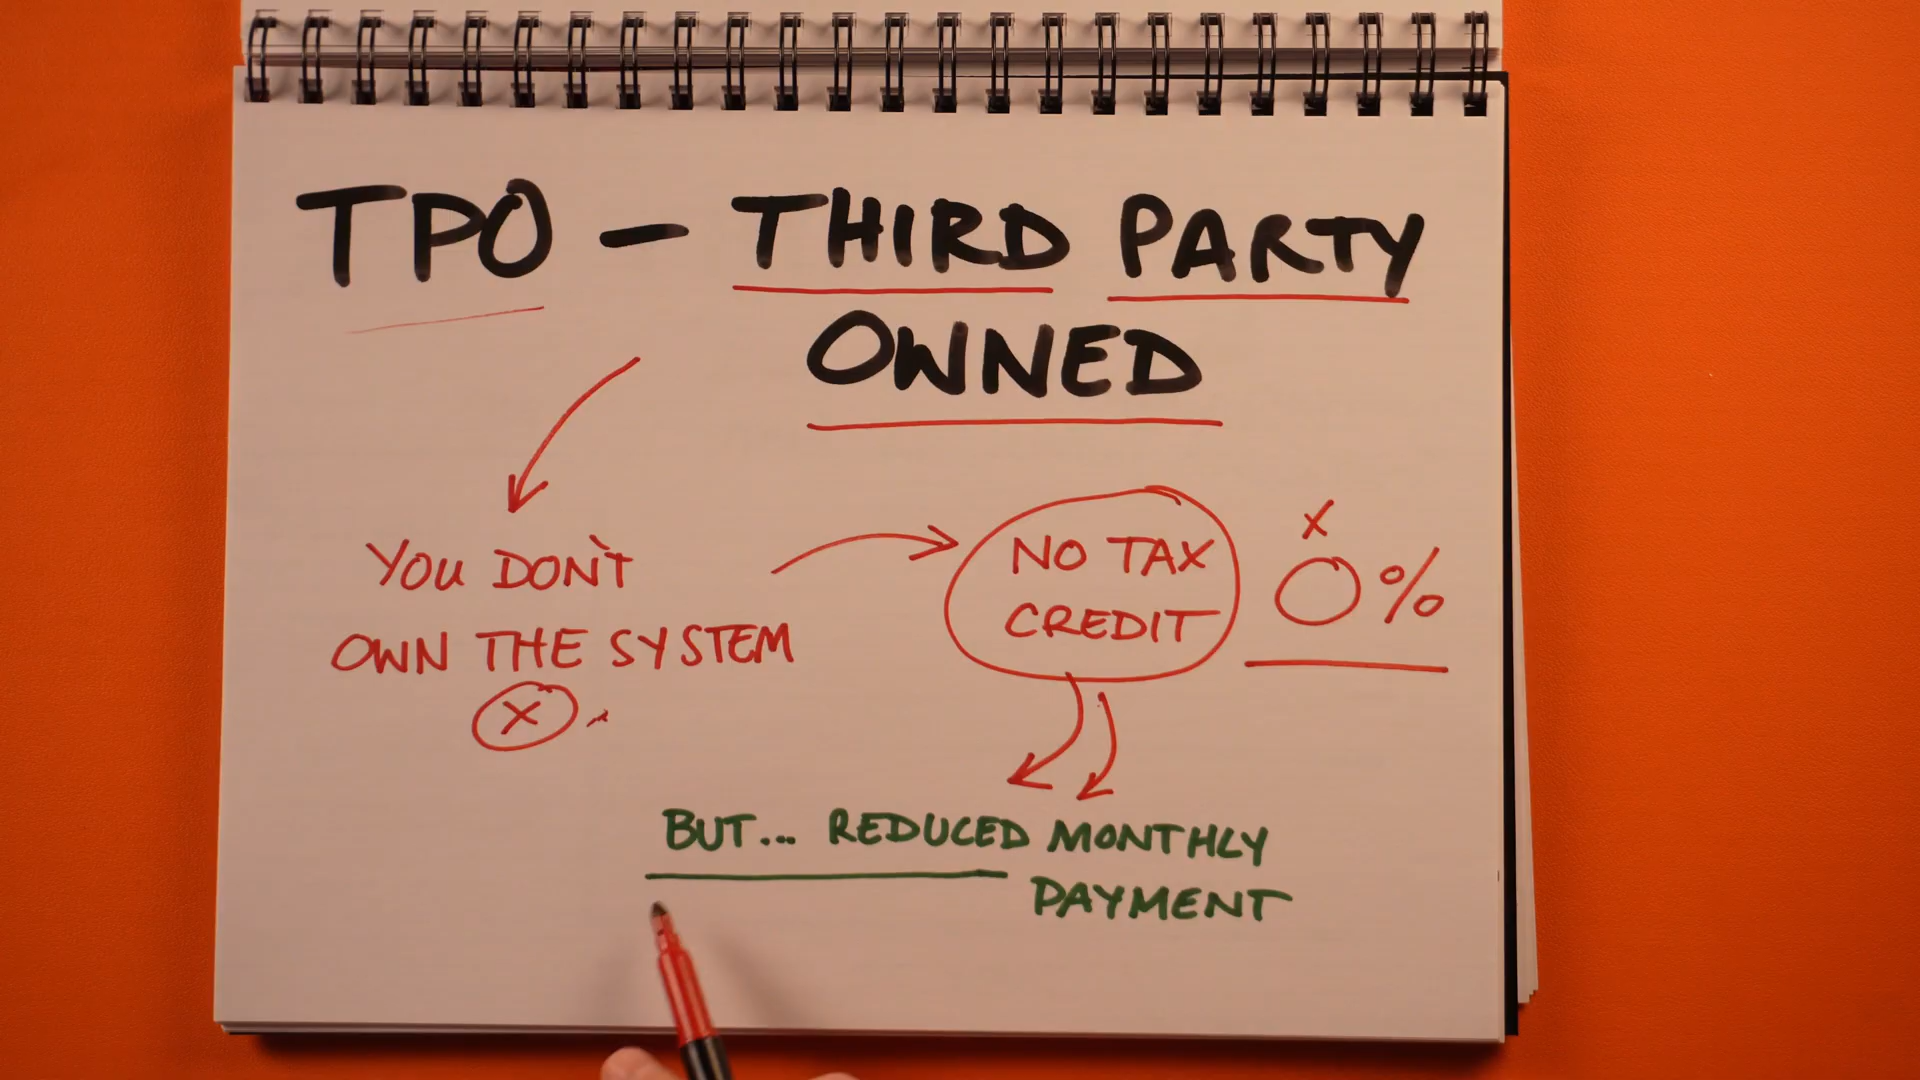 TPO - THIRD PARTY
OWNED
YOU DON'T
OWN THE SYSTEM
X
NO TAX
CREDIT
X
0%
BUT... REDUCED MONTHLY
PAYMENT